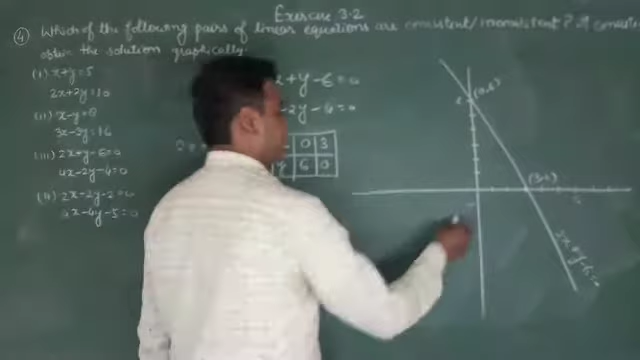 Exercise 3.2
④ Which of the following pairs of linear equations are consistent/inconsistent? If consist
obtain the solution graphically.
(i) x+y=5
2x+2y=10
(ii) x-y=8
3x-3y=16
(iii) 2x+y-6=0
4x-2y-4=0
(iv) 2x-2y-2=0
4x-4y-5=0
x+y-6=0
-2y-4=0
0 3
y 6 0
(0,6)
6
(3,0)
2x+y-6=0